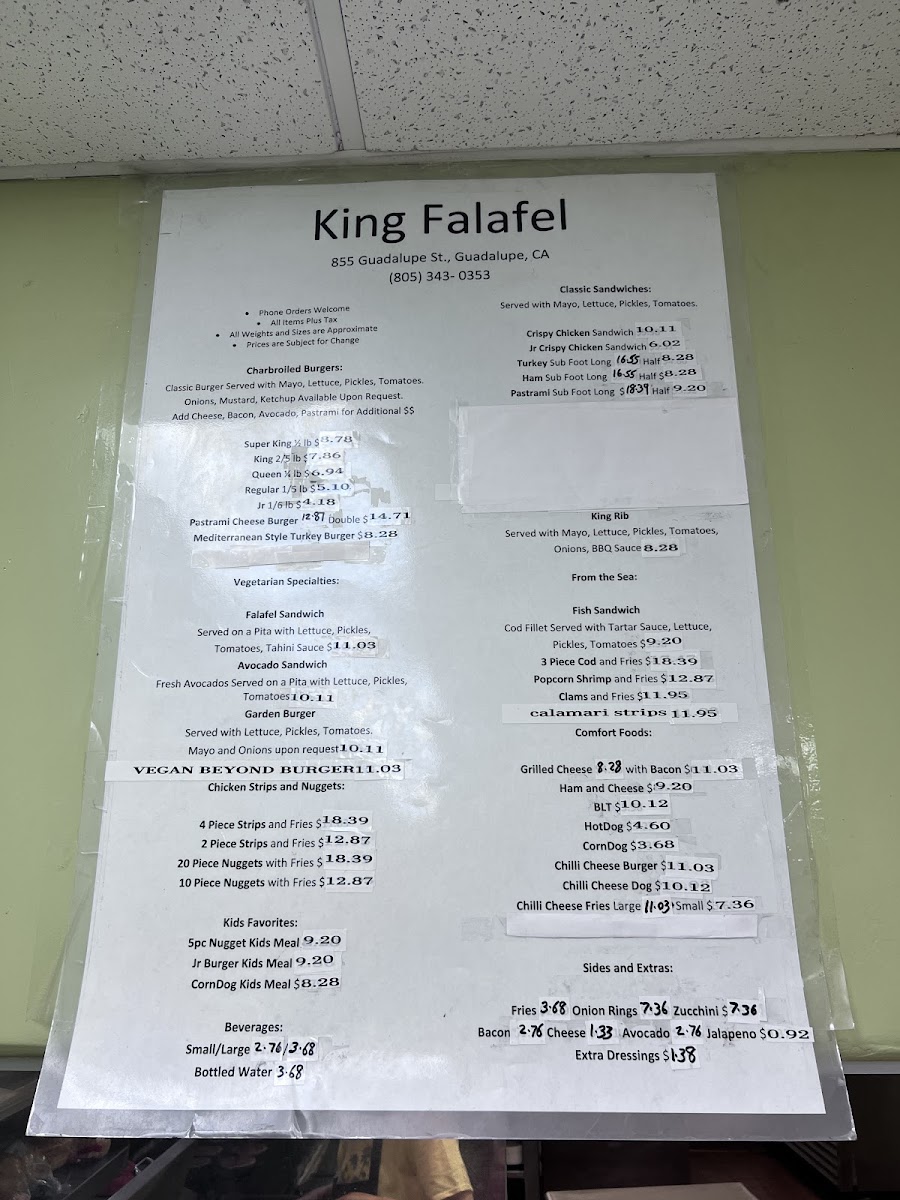 King Falafel
855 Guadalupe St., Guadalupe, CA
(805) 343- 0353
• Phone Orders Welcome
• All Items Plus Tax
• All Weights and Sizes are Approximate
• Prices are Subject for Change
Charbroiled Burgers:
Classic Burger Served with Mayo, Lettuce, Pickles, Tomatoes.
Onions, Mustard, Ketchup Available Upon Request.
Add Cheese, Bacon, Avocado, Pastrami for Additional $$
Super King ½ lb $8.78
King 2/5 lb $7.86
Queen ¼ lb $6.94
Regular 1/5 lb $5.10
Jr 1/6 lb $4.18
Pastrami Cheese Burger 12.87 Double $14.71
Mediterranean Style Turkey Burger $8.28
Vegetarian Specialties:
Falafel Sandwich
Served on a Pita with Lettuce, Pickles,
Tomatoes, Tahini Sauce $11.03
Avocado Sandwich
Fresh Avocados Served on a Pita with Lettuce, Pickles,
Tomatoes 10.11
Garden Burger
Served with Lettuce, Pickles, Tomatoes.
Mayo and Onions upon request 10.11
VEGAN BEYOND BURGER11.03
Chicken Strips and Nuggets:
4 Piece Strips and Fries $18.39
2 Piece Strips and Fries $12.87
20 Piece Nuggets with Fries $18.39
10 Piece Nuggets with Fries $12.87
Kids Favorites:
5pc Nugget Kids Meal 9.20
Jr Burger Kids Meal 9.20
CornDog Kids Meal $8.28
Beverages:
Small/Large 2.76/3.68
Bottled Water 3.68
Classic Sandwiches:
Served with Mayo, Lettuce, Pickles, Tomatoes.
Crispy Chicken Sandwich 10.11
Jr Crispy Chicken Sandwich 6.02
Turkey Sub Foot Long 16.55 Half 8.28
Ham Sub Foot Long 16.55 Half $8.28
Pastrami Sub Foot Long $18.39 Half 9.20
King Rib
Served with Mayo, Lettuce, Pickles, Tomatoes,
Onions, BBQ Sauce 8.28
From the Sea:
Fish Sandwich
Cod Fillet Served with Tartar Sauce, Lettuce,
Pickles, Tomatoes $9.20
3 Piece Cod and Fries $18.39
Popcorn Shrimp and Fries $12.87
Clams and Fries $11.95
calamari strips 11.95
Comfort Foods:
Grilled Cheese 8.28 with Bacon $11.03
Ham and Cheese $9.20
BLT $10.12
HotDog $4.60
CornDog $3.68
Chilli Cheese Burger $11.03
Chilli Cheese Dog $10.12
Chilli Cheese Fries Large 11.03 Small $7.36
Sides and Extras:
Fries 3.68 Onion Rings 7.36 Zucchini $7.36
Bacon 2.76 Cheese 1.33 Avocado 2.76 Jalapeno $0.92
Extra Dressings $1.38